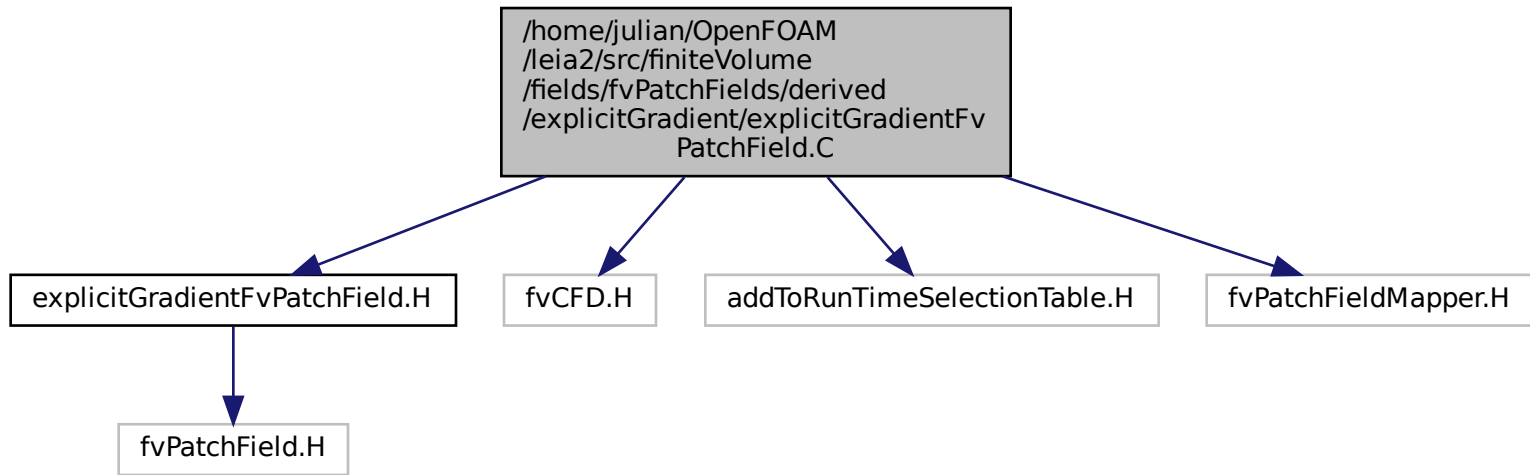 /home/julian/OpenFOAM
/leia2/src/finiteVolume
/fields/fvPatchFields/derived
/explicitGradient/explicitGradientFv
PatchField.C
explicitGradientFvPatchField.H
fvCFD.H
addToRunTimeSelectionTable.H
fvPatchFieldMapper.H
fvPatchField.H